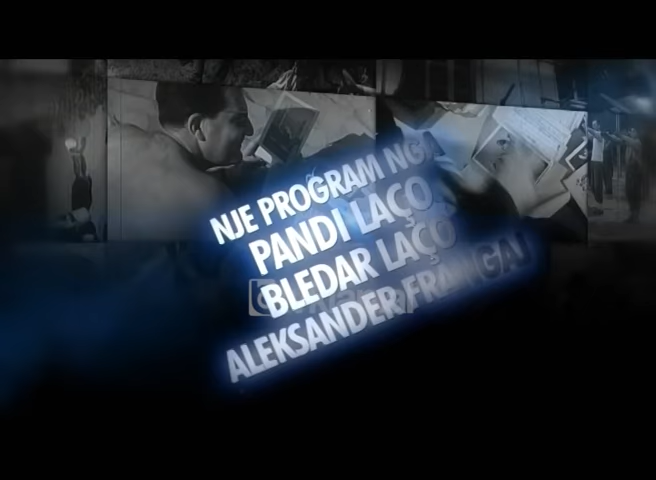 NJE PROGRAM NGA
PANDI LAÇO
BLEDAR LAÇO
ALEKSANDER FRANGAJ